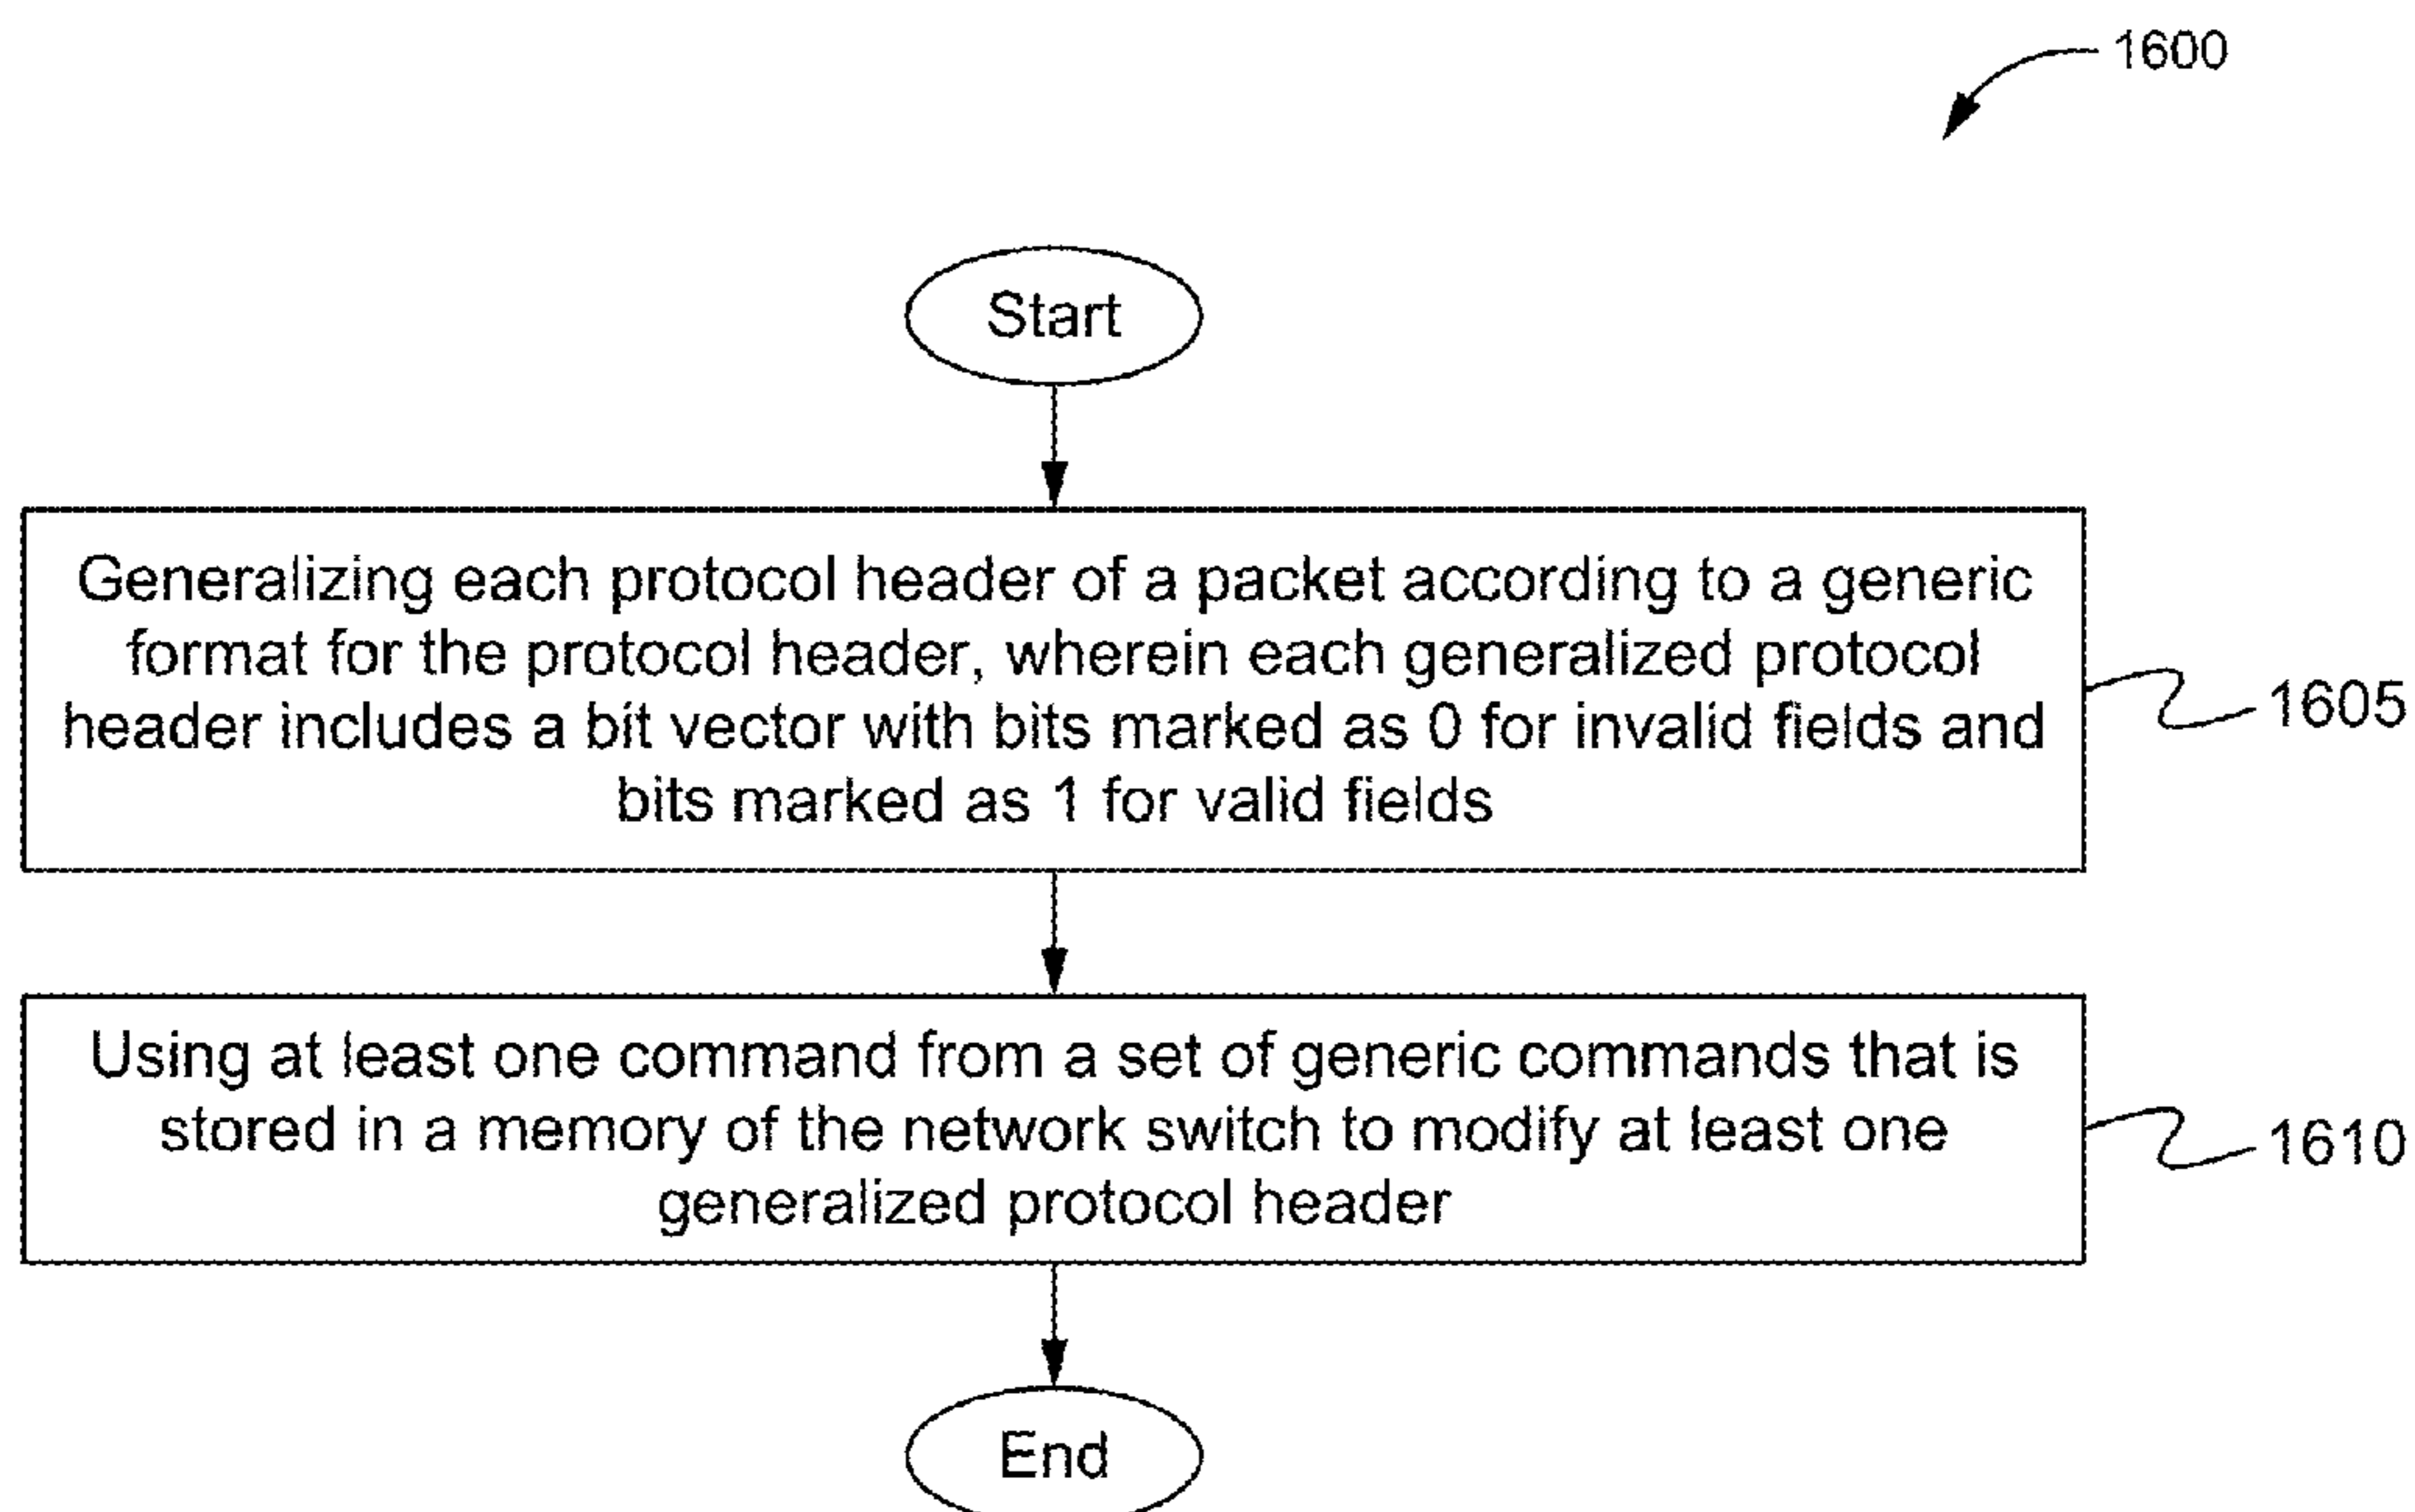 1600
Start
Generalizing each protocol header of a packet according to a generic
format for the protocol header, wherein each generalized protocol
header includes a bit vector with bits marked as 0 for invalid fields and
bits marked as 1 for valid fields
1605
Using at least one command from a set of generic commands that is
stored in a memory of the network switch to modify at least one
generalized protocol header
1610
End